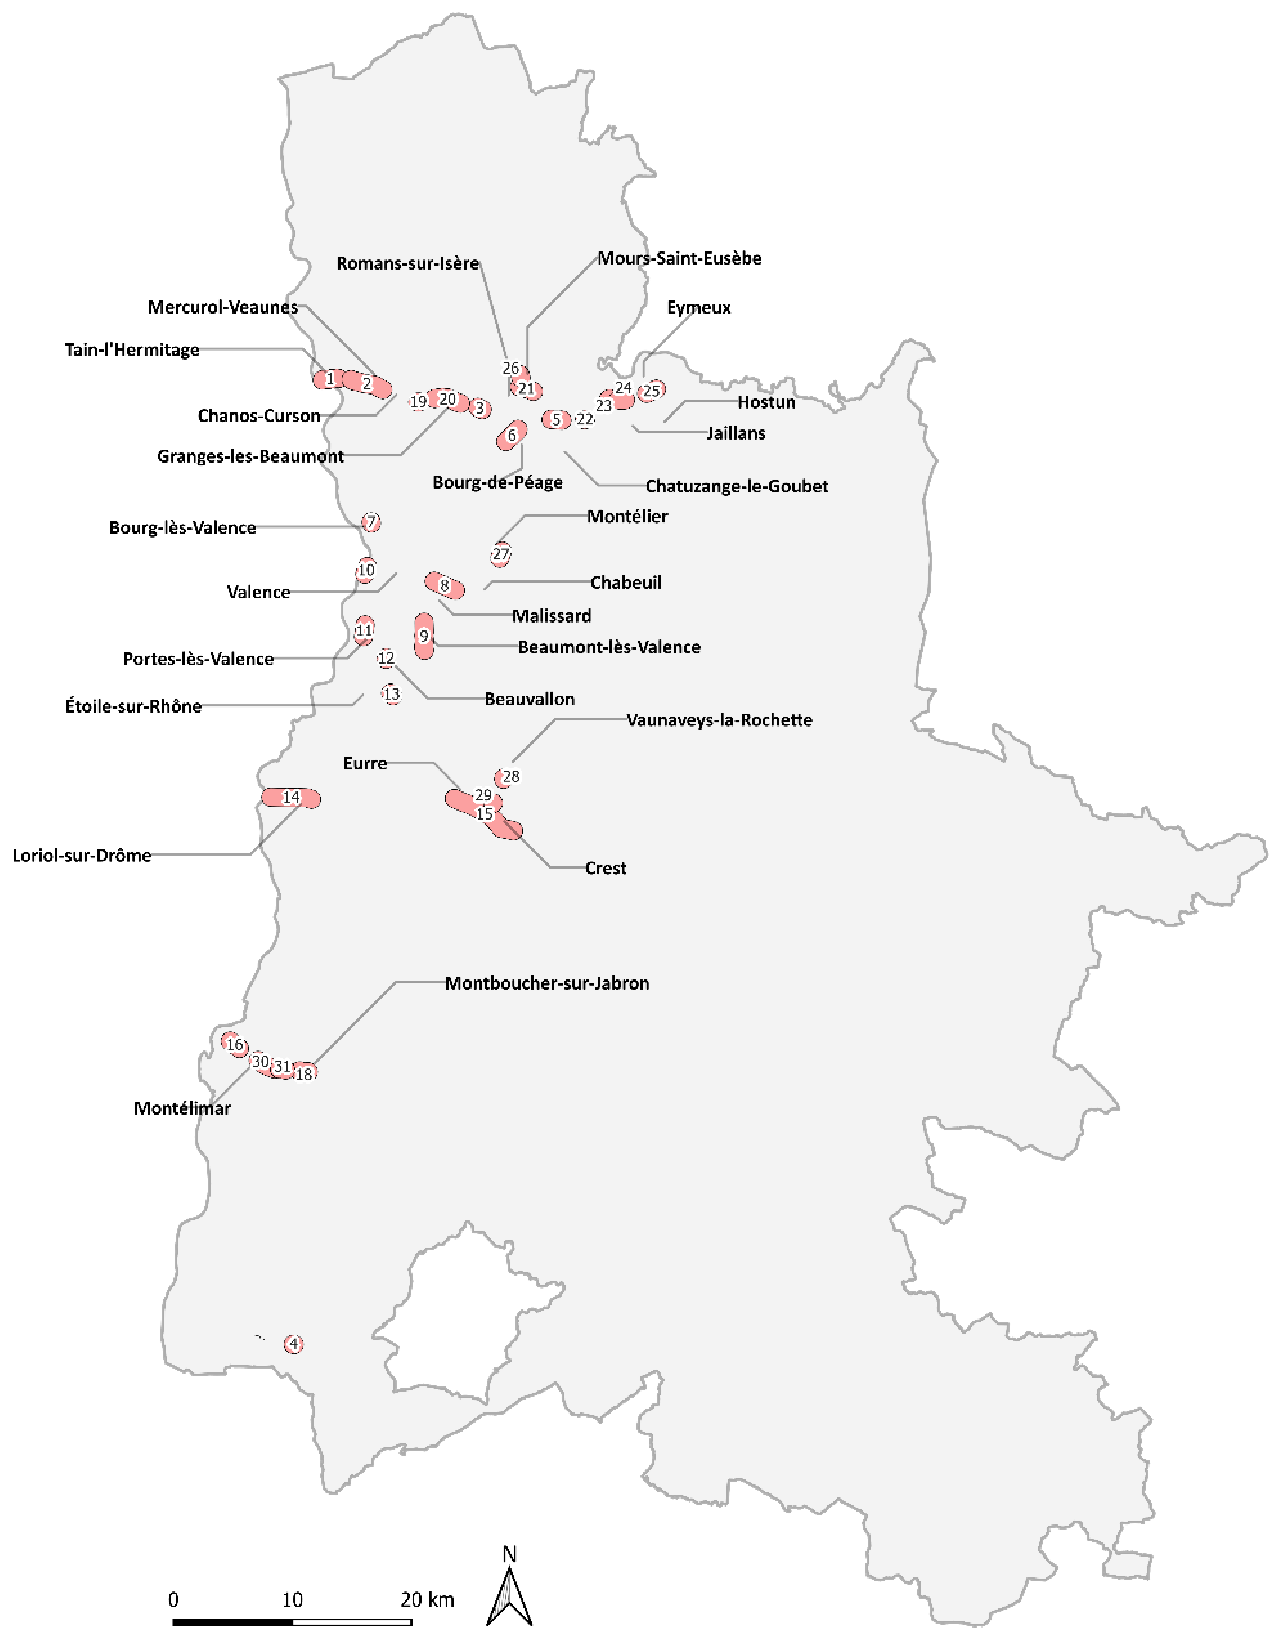 Mours-Saint-Eusèbe
Romans-sur-Isère
Mercurol-Veaunes
Eymeux
Tain-l'Hermitage
26
1
2
21
24
25
19
20
3
23
Hostun
Chanos-Curson
5
22
6
Jaillans
Granges-les-Beaumont
Bourg-de-Péage
Chatuzange-le-Goubet
Montélier
7
Bourg-lès-Valence
27
10
Valence
8
Chabeuil
Malissard
11
9
Beaumont-lès-Valence
Portes-lès-Valence
12
13
Beauvallon
Étoile-sur-Rhône
Vaunaveys-la-Rochette
Eurre
28
14
29
15
Loriol-sur-Drôme
Crest
Montboucher-sur-Jabron
16
30
31
18
Montélimar
4
N
0 10 20 km